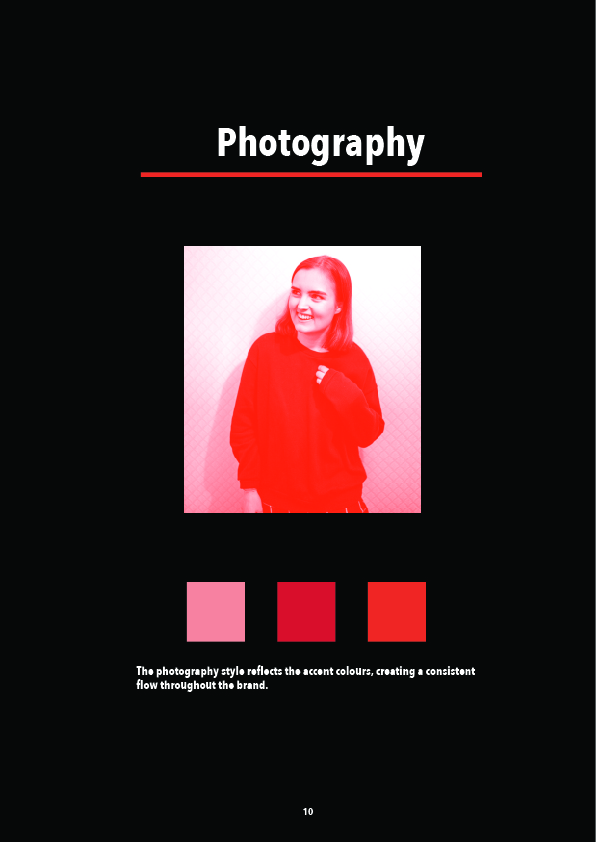 Photography
The photography style reflects the accent colours, creating a consistent
flow throughout the brand.
10